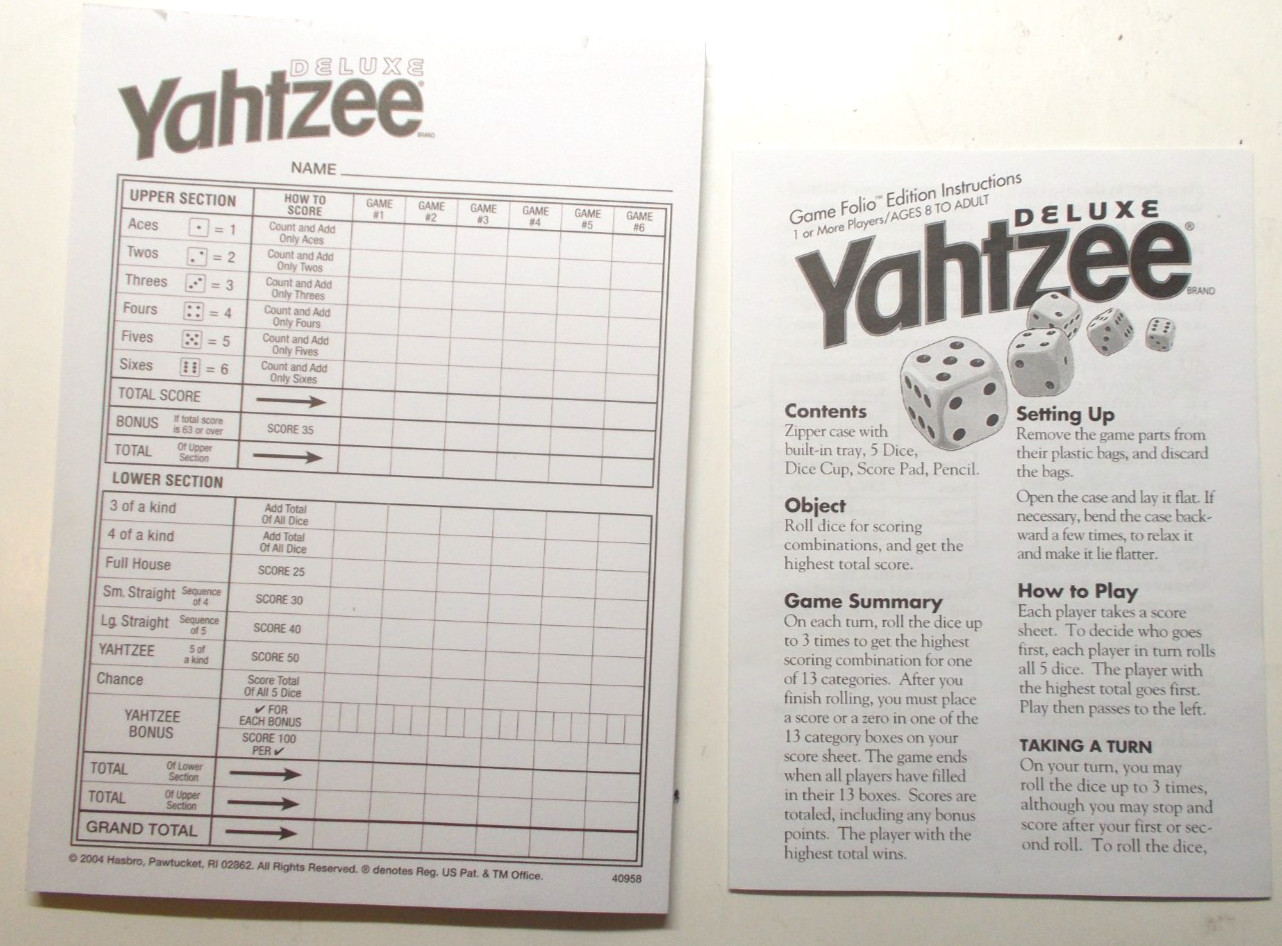 DELUXE
Yahtzee®
BRAND
NAME
UPPER SECTION HOW TO SCORE GAME #1 GAME #2 GAME #3 GAME #4 GAME #5 GAME #6
Aces = 1 Count and Add Only Aces
Twos = 2 Count and Add Only Twos
Threes = 3 Count and Add Only Threes
Fours = 4 Count and Add Only Fours
Fives = 5 Count and Add Only Fives
Sixes = 6 Count and Add Only Sixes
TOTAL SCORE
BONUS If total score is 63 or over SCORE 35
TOTAL Of Upper Section
LOWER SECTION
3 of a kind Add Total Of All Dice
4 of a kind Add Total Of All Dice
Full House SCORE 25
Sm. Straight Sequence of 4 SCORE 30
Lg. Straight Sequence of 5 SCORE 40
YAHTZEE 5 of a kind SCORE 50
Chance Score Total Of All 5 Dice
YAHTZEE BONUS ✓ FOR EACH BONUS
SCORE 100 PER ✓
TOTAL Of Lower Section
TOTAL Of Upper Section
GRAND TOTAL
© 2004 Hasbro, Pawtucket, RI 02862. All Rights Reserved. ® denotes Reg. US Pat. & TM Office.
40958
Game Folio™ Edition Instructions
1 or More Players/AGES 8 TO ADULT
DELUXE
Yahtzee®
BRAND
Contents
Zipper case with
built-in tray, 5 Dice,
Dice Cup, Score Pad, Pencil.
Object
Roll dice for scoring
combinations, and get the
highest total score.
Game Summary
On each turn, roll the dice up
to 3 times to get the highest
scoring combination for one
of 13 categories. After you
finish rolling, you must place
a score or a zero in one of the
13 category boxes on your
score sheet. The game ends
when all players have filled
in their 13 boxes. Scores are
totaled, including any bonus
points. The player with the
highest total wins.
Setting Up
Remove the game parts from
their plastic bags, and discard
the bags.
Open the case and lay it flat. If
necessary, bend the case back-
ward a few times, to relax it
and make it lie flatter.
How to Play
Each player takes a score
sheet. To decide who goes
first, each player in turn rolls
all 5 dice. The player with
the highest total goes first.
Play then passes to the left.
TAKING A TURN
On your turn, you may
roll the dice up to 3 times,
although you may stop and
score after your first or sec-
ond roll. To roll the dice,